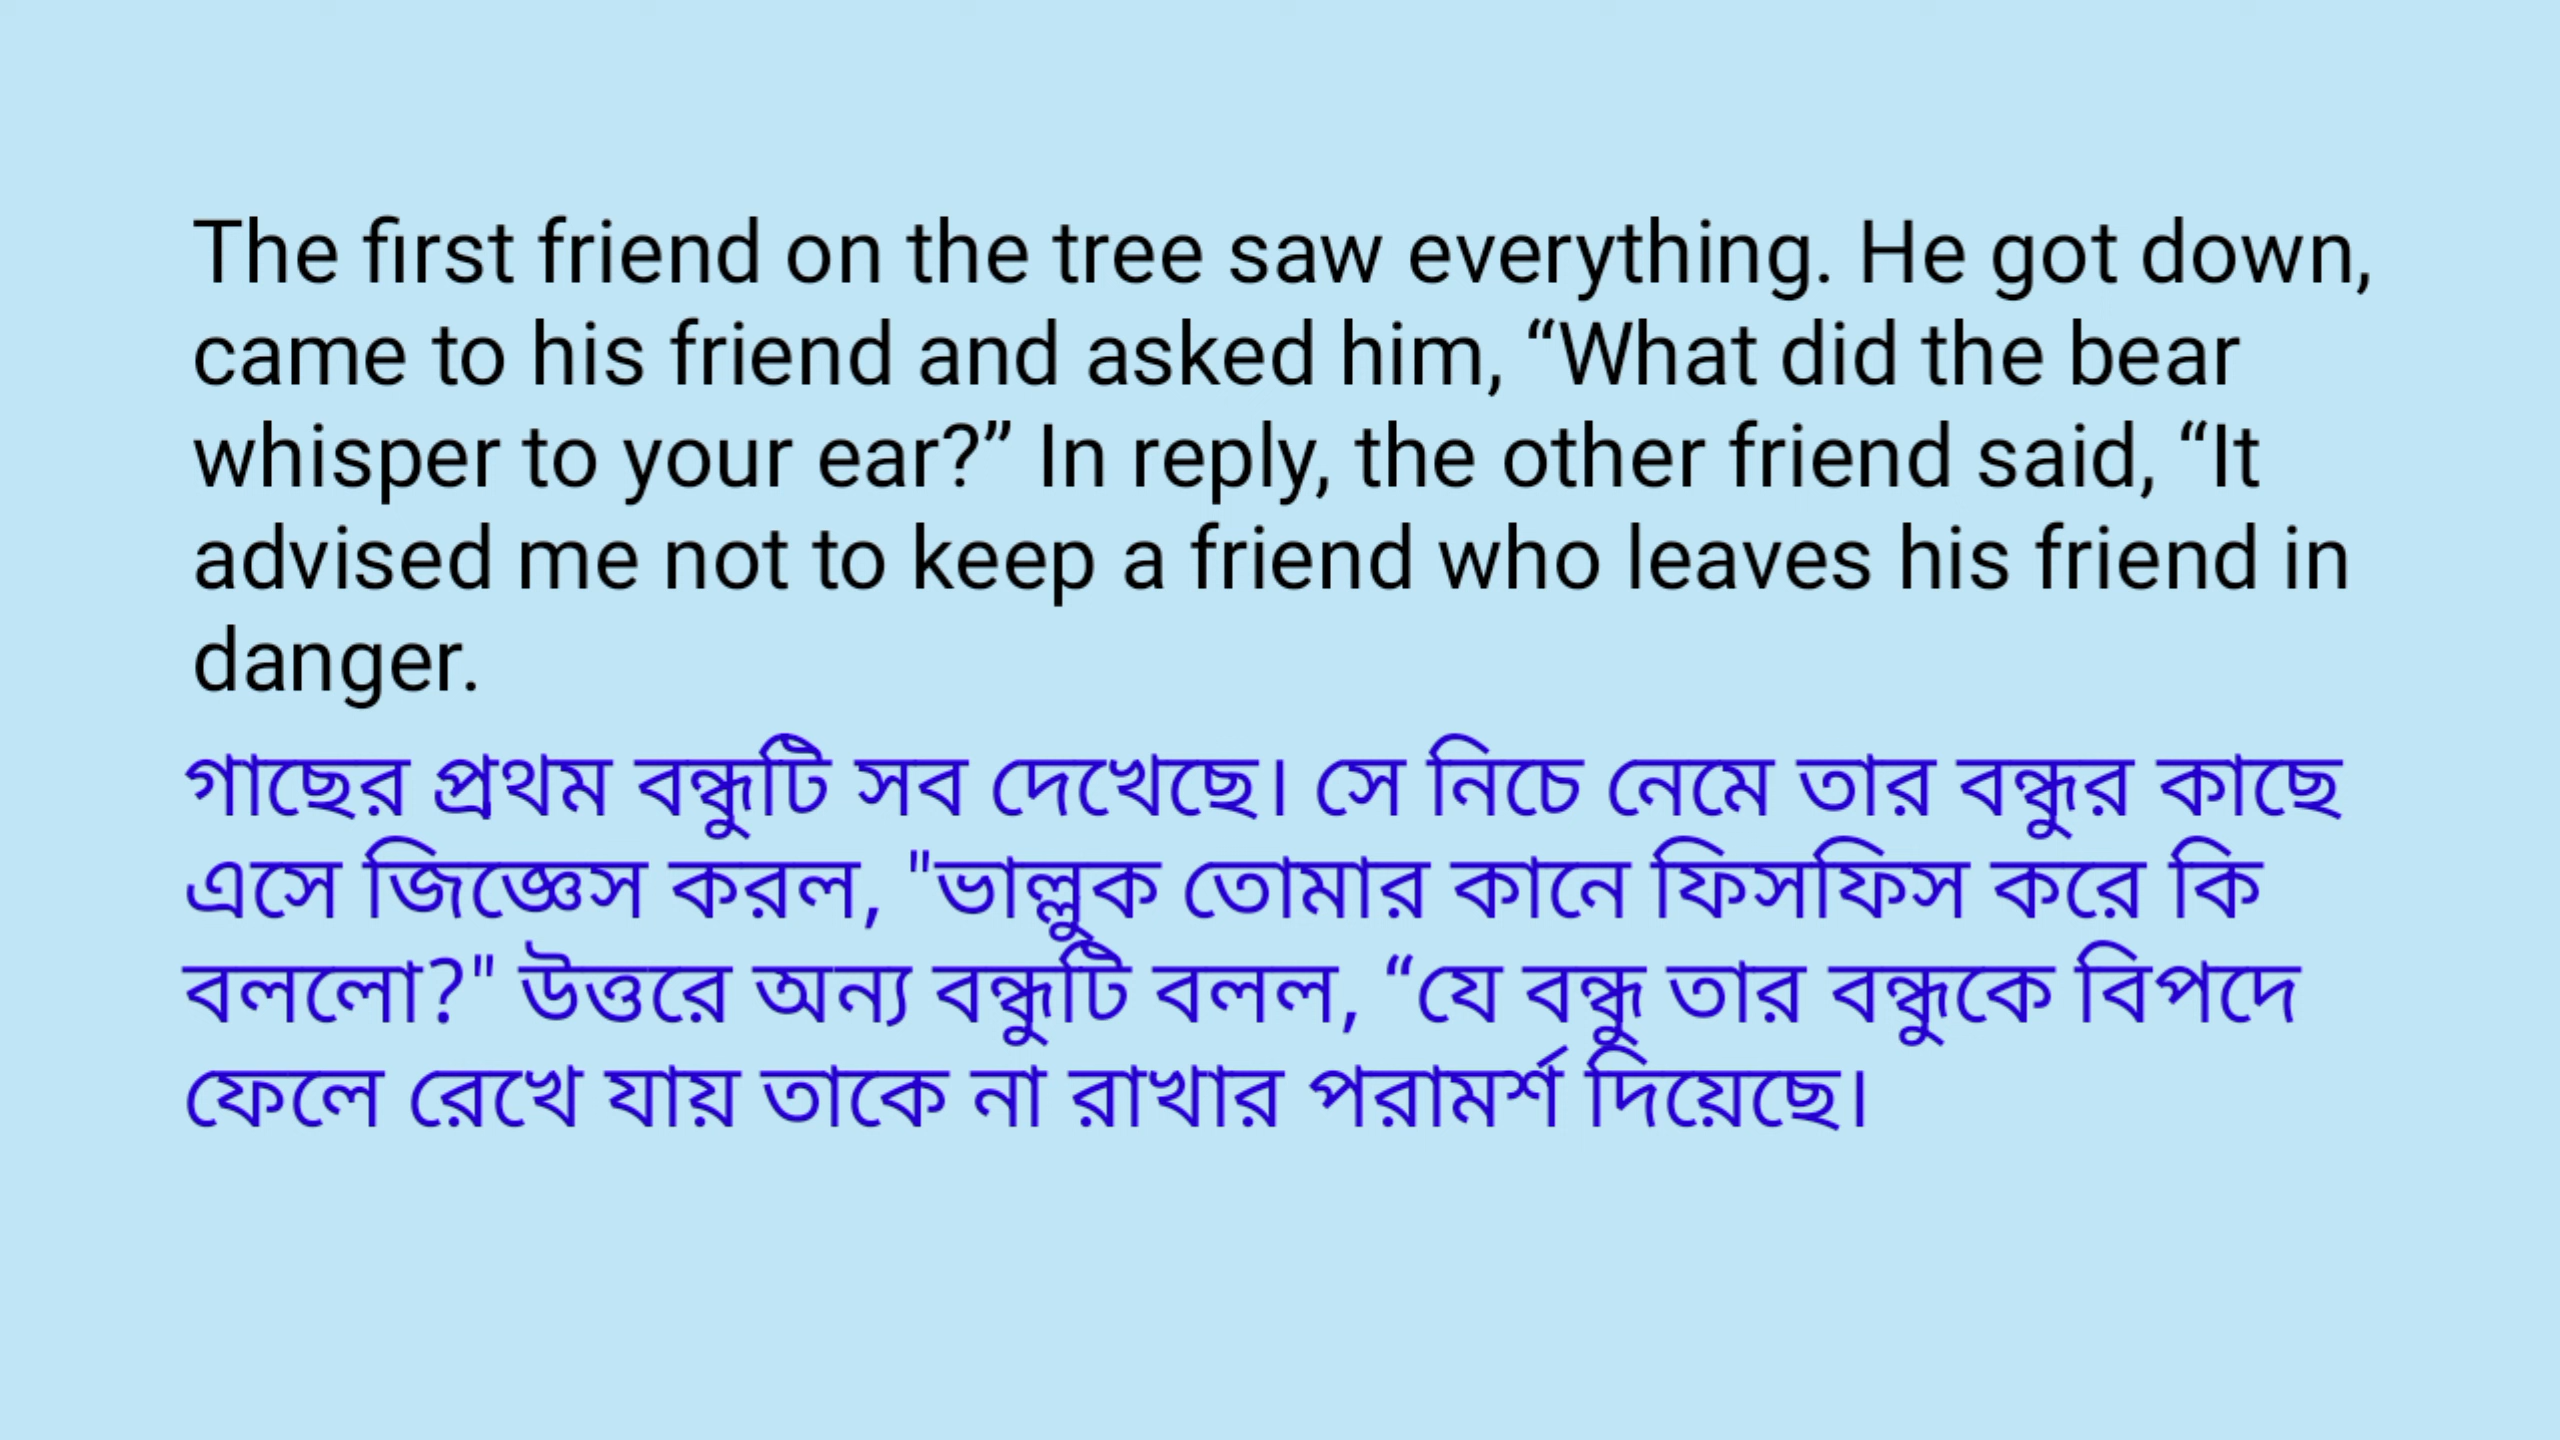 The first friend on the tree saw everything. He got down,
came to his friend and asked him, “What did the bear
whisper to your ear?” In reply, the other friend said, “It
advised me not to keep a friend who leaves his friend in
danger.
গাছের প্রথম বন্ধুটি সব দেখেছে। সে নিচে নেমে তার বন্ধুর কাছে
এসে জিজ্ঞেস করল, "ভাল্লুক তোমার কানে ফিসফিস করে কি
বললো?" উত্তরে অন্য বন্ধুটি বলল, “যে বন্ধু তার বন্ধুকে বিপদে
ফেলে রেখে যায় তাকে না রাখার পরামর্শ দিয়েছে।